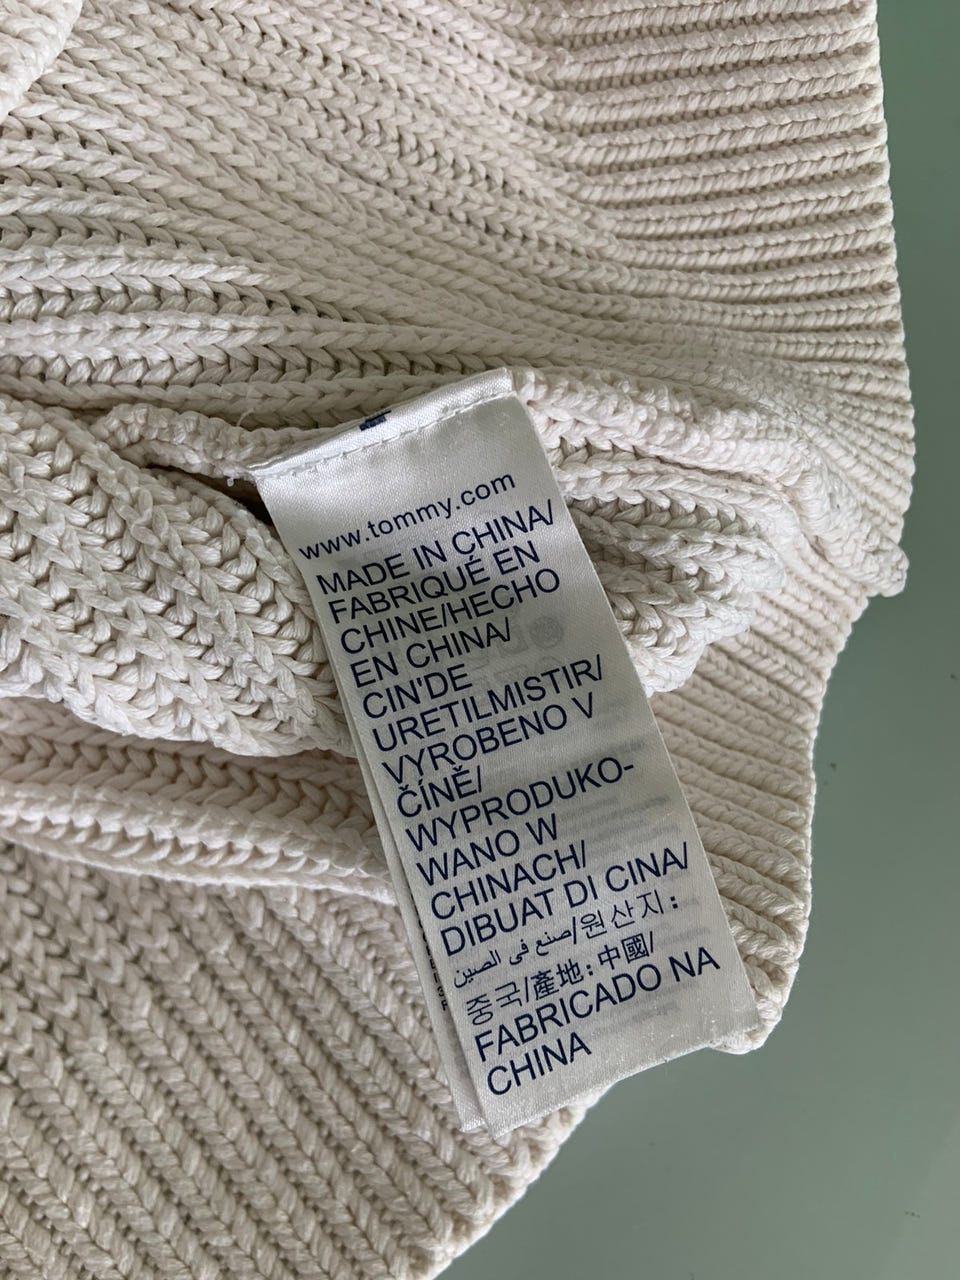 www.tommy.com
MADE IN CHINA/
FABRIQUÉ EN
CHINE/HECHO
EN CHINA/
CIN'DE
URETILMISTIR/
VYROBENO V
ČÍNĚ/
WYPRODUKO-
WANO W
CHINACH/
DIBUAT DI CINA/
صنع في الصين/원산지:
중국/產地:中國/
FABRICADO NA
CHINA